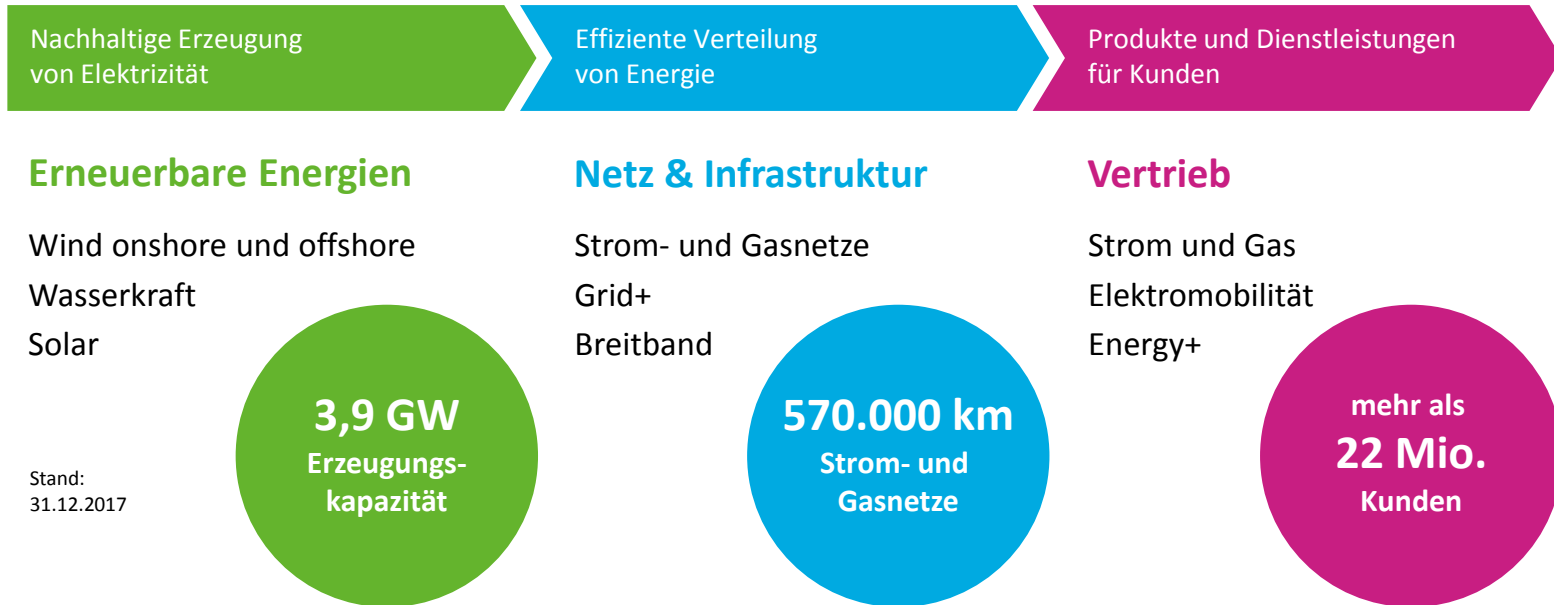 Nachhaltige Erzeugung
von Elektrizität
Effiziente Verteilung
von Energie
Produkte und Dienstleistungen
für Kunden
Erneuerbare Energien
Wind onshore und offshore
Wasserkraft
Solar
3,9 GW
Erzeugungs-
kapazität
Stand:
31.12.2017
Netz & Infrastruktur
Strom- und Gasnetze
Grid+
Breitband
570.000 km
Strom- und
Gasnetze
Vertrieb
Strom und Gas
Elektromobilität
Energy+
mehr als
22 Mio.
Kunden